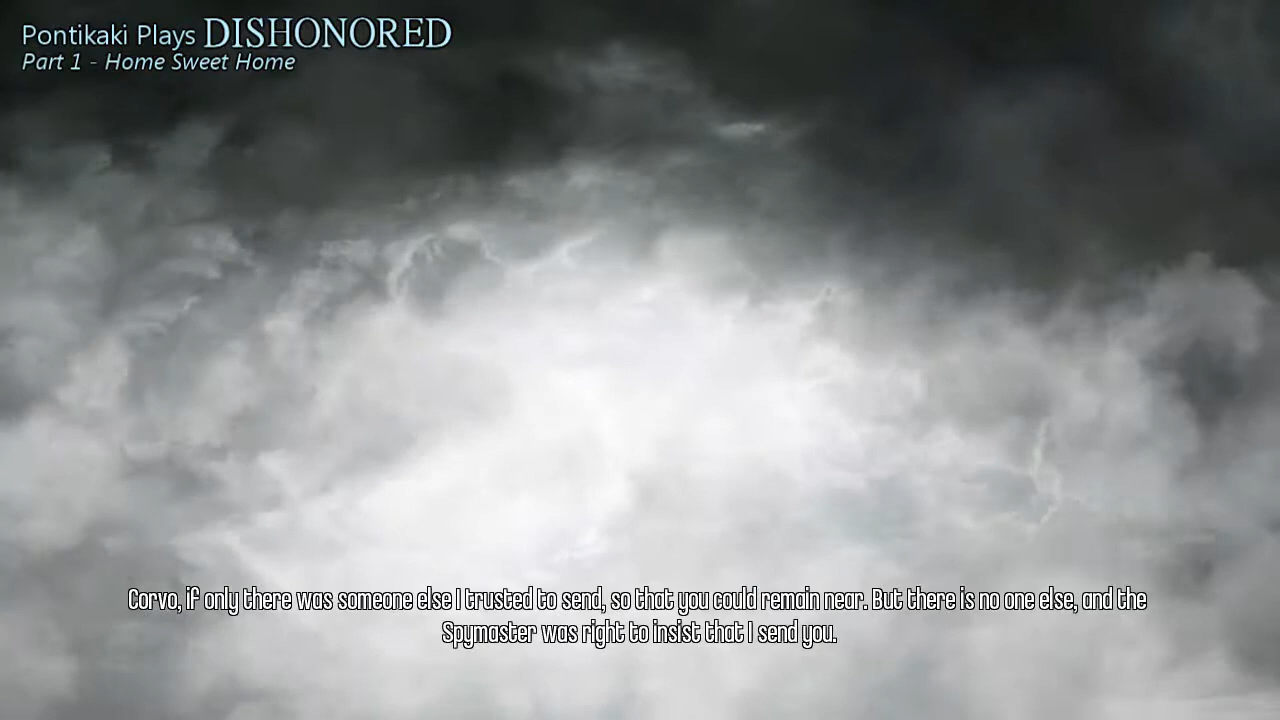 Pontikaki Plays DISHONORED
Part 1 - Home Sweet Home
Corvo, if only there was someone else I trusted to send, so that you could remain near. But there is no one else, and the
Spymaster was right to insist that I send you.